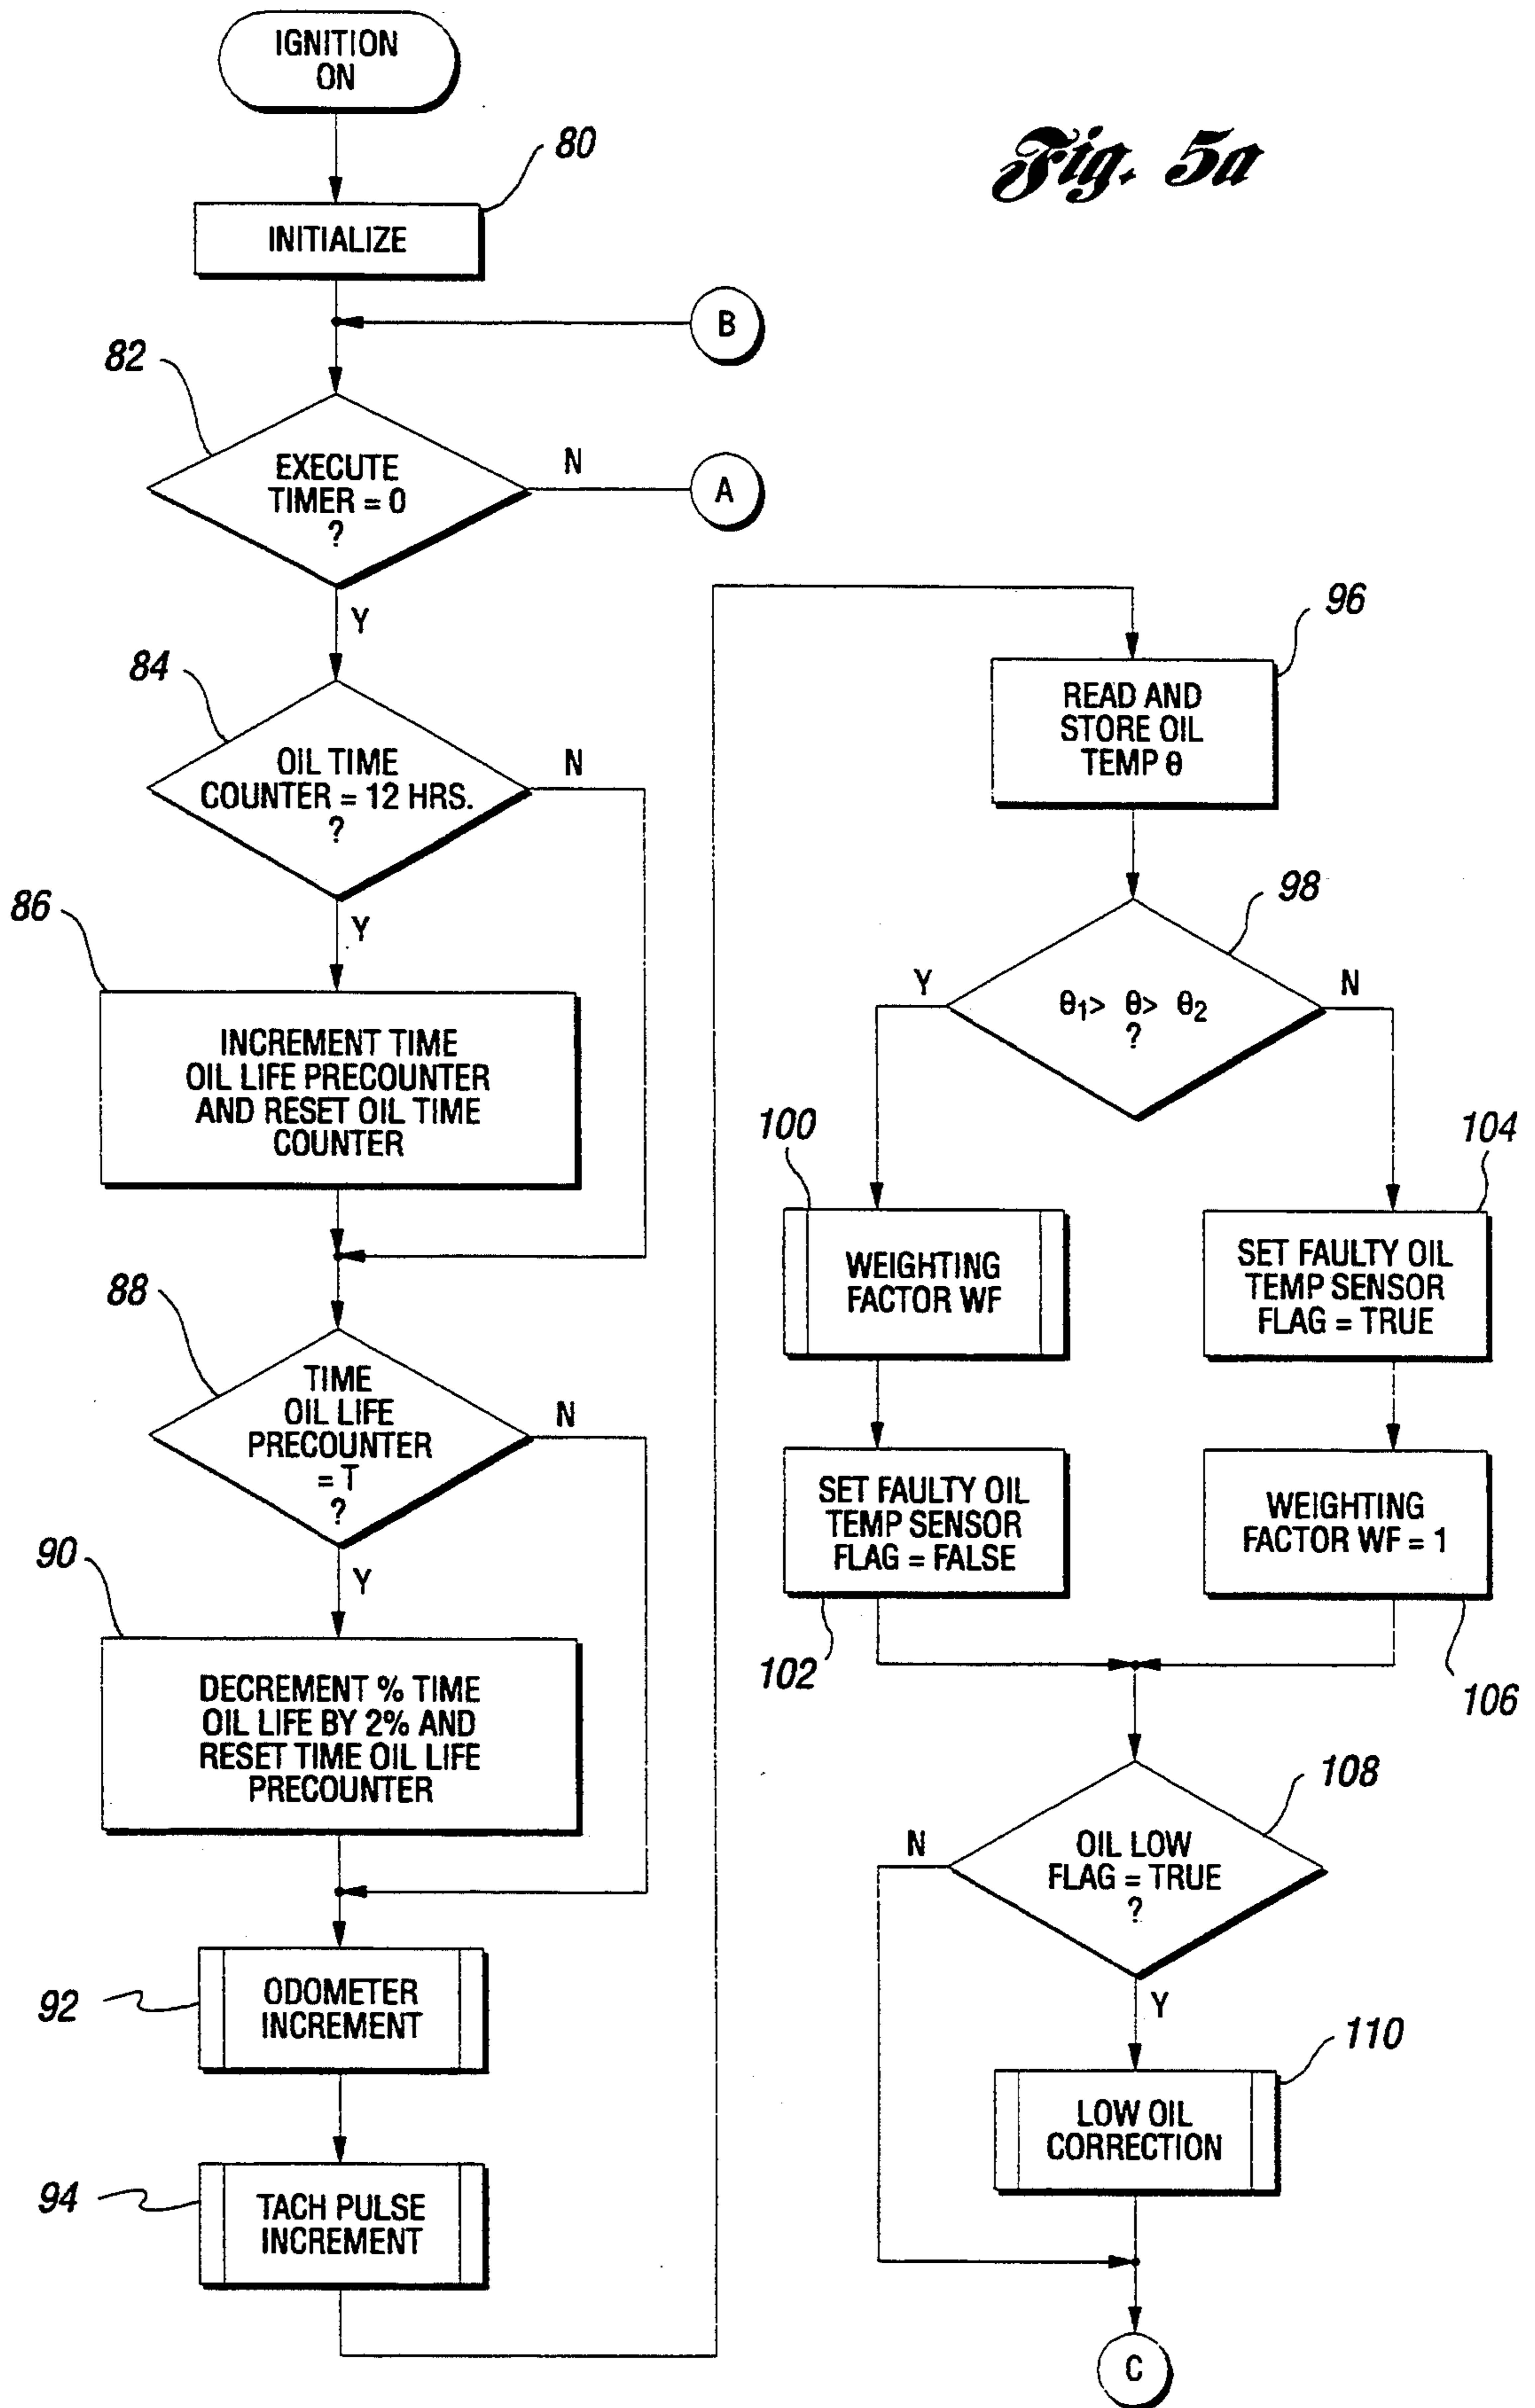 Fig. 5a
IGNITION
ON
80
INITIALIZE
B
82
EXECUTE
TIMER = 0
?
N
A
Y
84
OIL TIME
COUNTER = 12 HRS.
?
N
Y
86
INCREMENT TIME
OIL LIFE PRECOUNTER
AND RESET OIL TIME
COUNTER
88
TIME
OIL LIFE
PRECOUNTER
= T
?
N
Y
90
DECREMENT % TIME
OIL LIFE BY 2% AND
RESET TIME OIL LIFE
PRECOUNTER
92
ODOMETER
INCREMENT
94
TACH PULSE
INCREMENT
96
READ AND
STORE OIL
TEMP θ
98
θ₁> θ> θ₂
?
Y
N
100
WEIGHTING
FACTOR WF
104
SET FAULTY OIL
TEMP SENSOR
FLAG = TRUE
SET FAULTY OIL
TEMP SENSOR
FLAG = FALSE
102
WEIGHTING
FACTOR WF = 1
106
108
OIL LOW
FLAG = TRUE
?
N
Y
110
LOW OIL
CORRECTION
C